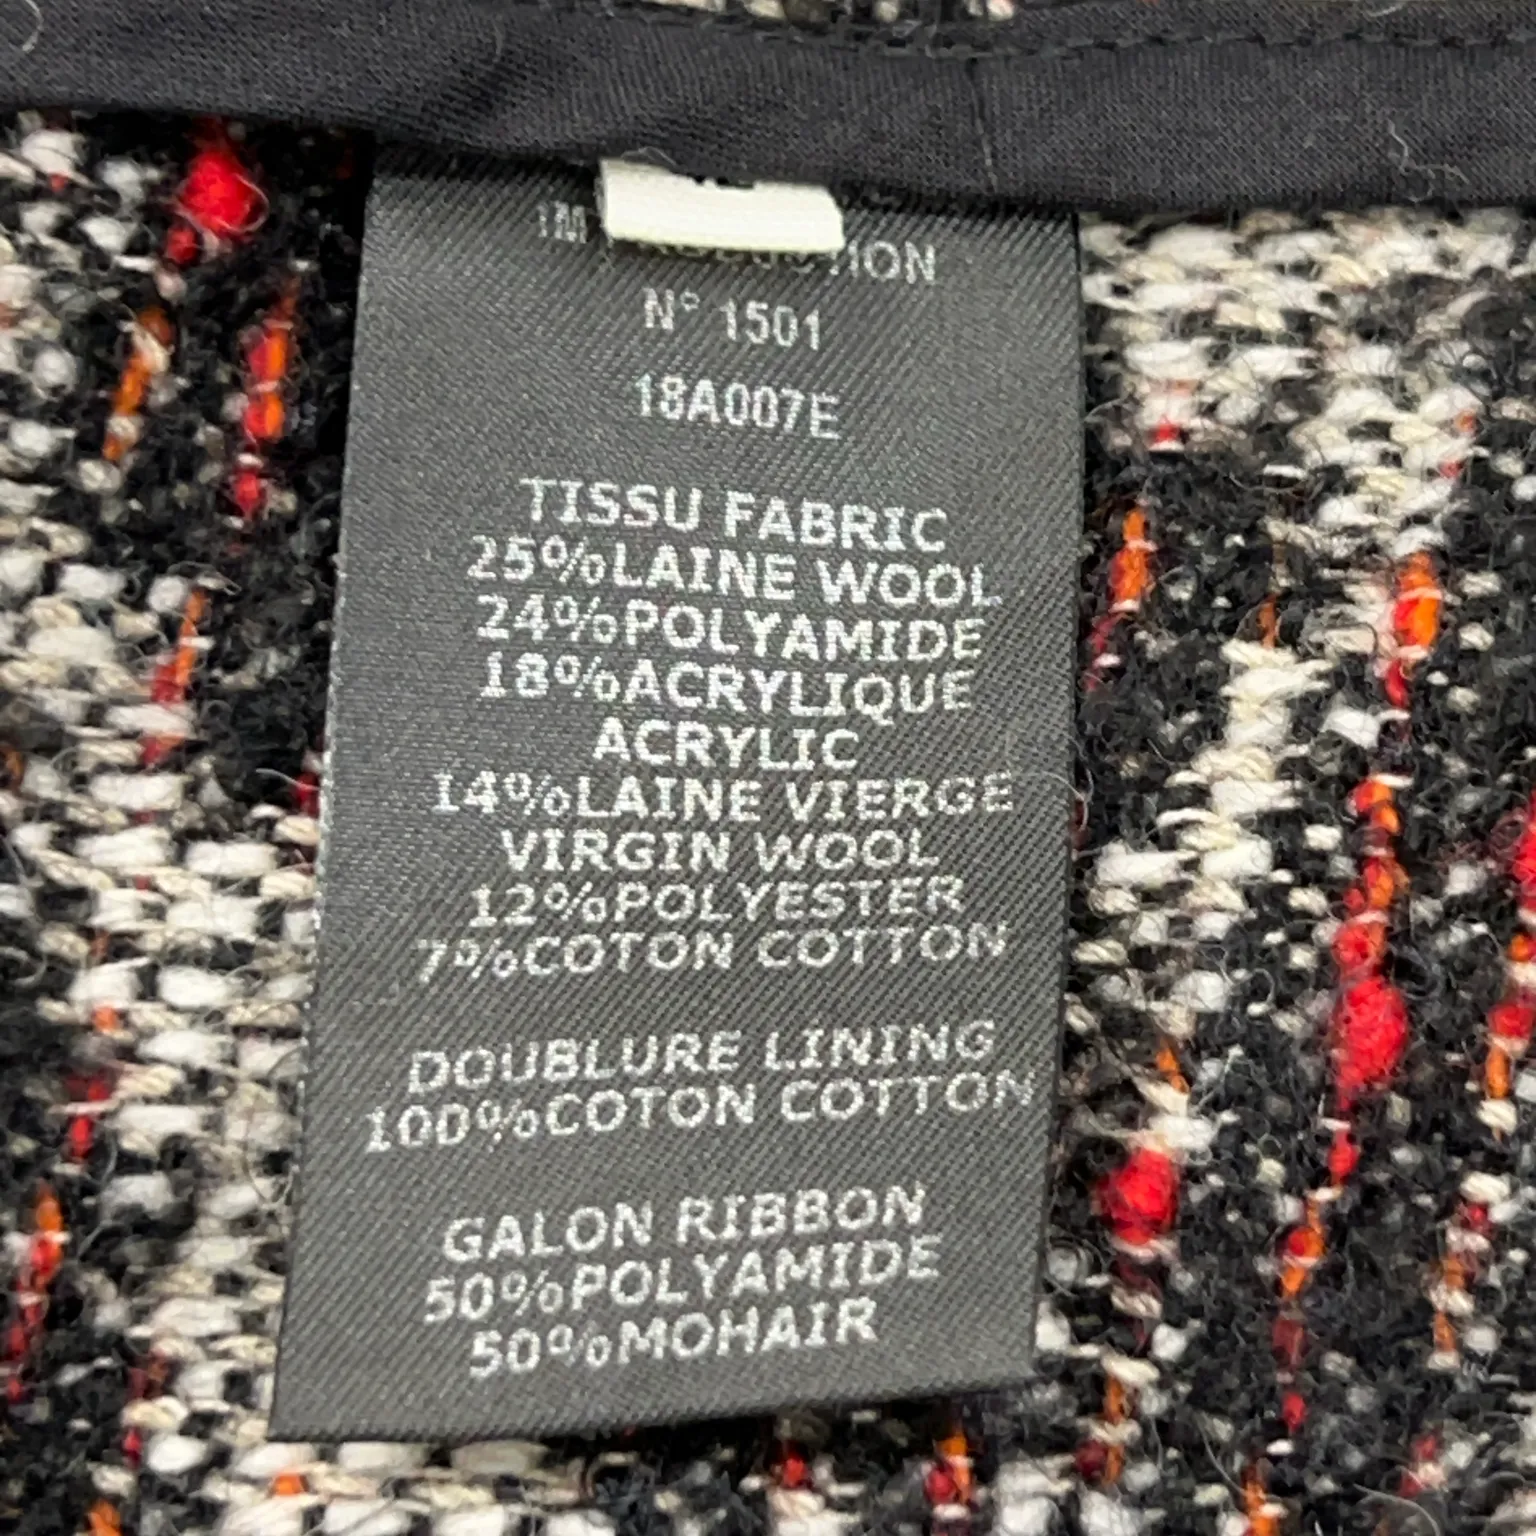 N° 1501
18A007E
TISSU FABRIC
25%LAINE WOOL
24%POLYAMIDE
18%ACRYLIQUE
ACRYLIC
14%LAINE VIERGE
VIRGIN WOOL
12%POLYESTER
7%COTON COTTON
DOUBLURE LINING
100%COTON COTTON
GALON RIBBON
50%POLYAMIDE
50%MOHAIR